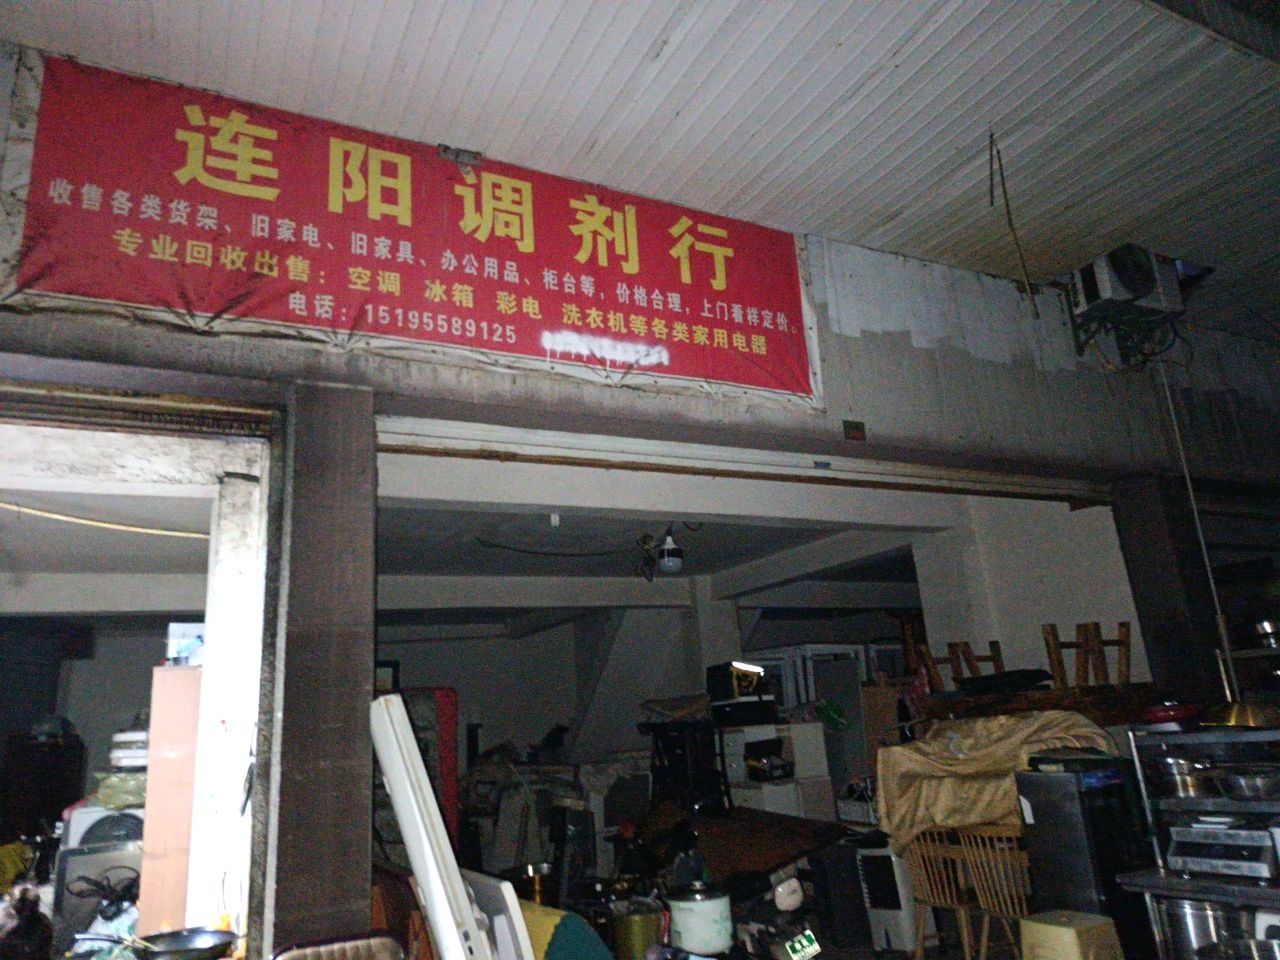 连阳调剂行
收售各类货架、旧家电、旧家具、办公用品、柜台等，价格合理，上门看样定价。
专业回收出售：空调 冰箱 彩电 洗衣机等各类家用电器
电话：15195589125